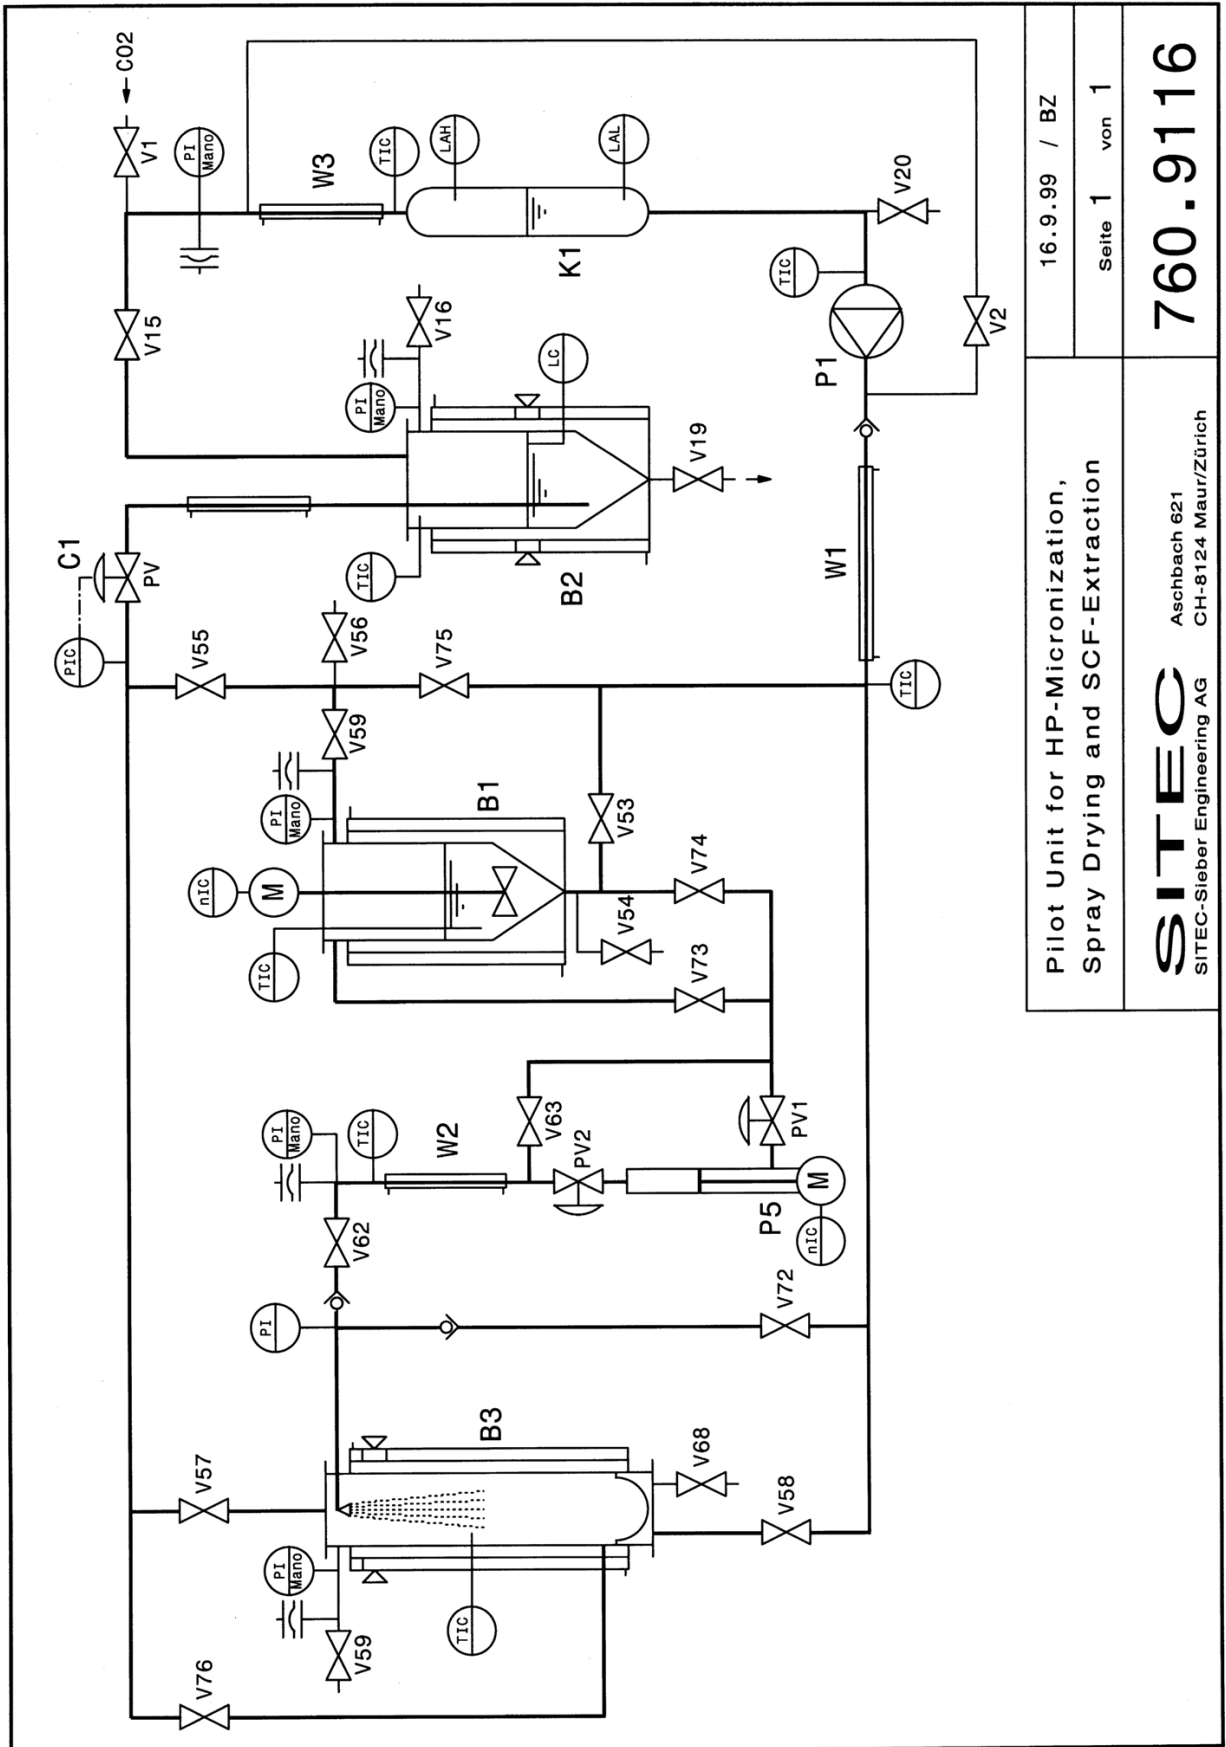 CO2
V1
PI
Mano
W3
TIC
LAH
LAL
K1
V20
TIC
P1
V2
V15
V16
PI
Mano
LC
V19
TIC
B2
C1
PV
PIC
V55
V56
V75
W1
TIC
V59
PI
Mano
B1
V53
nIC
M
V74
V54
TIC
V73
PI
Mano
TIC
W2
V63
PV2
PV1
P5
M
nIC
V62
PI
V72
B3
V57
V68
V58
PI
Mano
TIC
V59
V76
Pilot Unit for HP-Micronization,
Spray Drying and SCF-Extraction
16.9.99 / BZ
Seite 1 von 1
SITEC
SITEC-Sieber Engineering AG
Aschbach 621
CH-8124 Maur/Zürich
760.9116